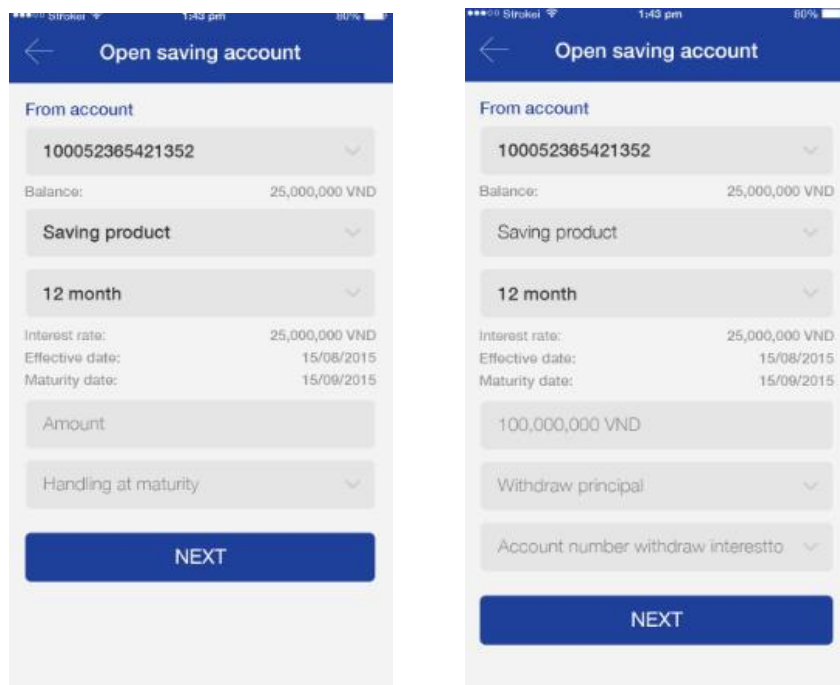 Strokei 1:43 pm 80%
Open saving account
From account
100052365421352
Balance: 25,000,000 VND
Saving product
12 month
Interest rate: 25,000,000 VND
Effective date: 15/08/2015
Maturity date: 15/09/2015
Amount
Handling at maturity
NEXT
Strokei 1:43 pm 80%
Open saving account
From account
100052365421352
Balance: 25,000,000 VND
Saving product
12 month
Interest rate: 25,000,000 VND
Effective date: 15/08/2015
Maturity date: 15/09/2015
100,000,000 VND
Withdraw principal
Account number withdraw interestto
NEXT